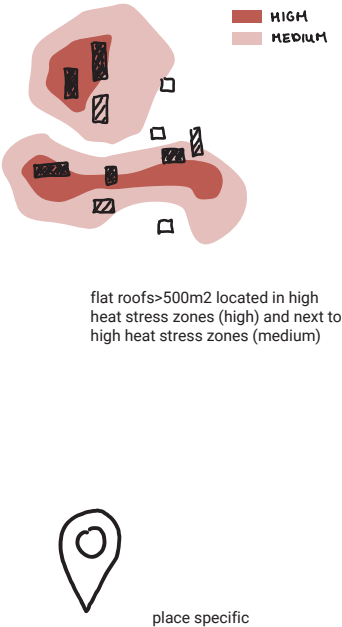 HIGH
MEDIUM
flat roofs>500m2 located in high
heat stress zones (high) and next to
high heat stress zones (medium)
place specific